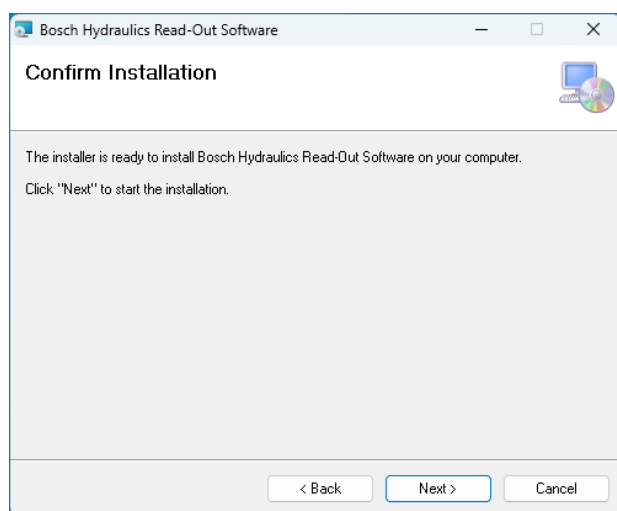 Bosch Hydraulics Read-Out Software
Confirm Installation
The installer is ready to install Bosch Hydraulics Read-Out Software on your computer.
Click "Next" to start the installation.
< Back
Next >
Cancel